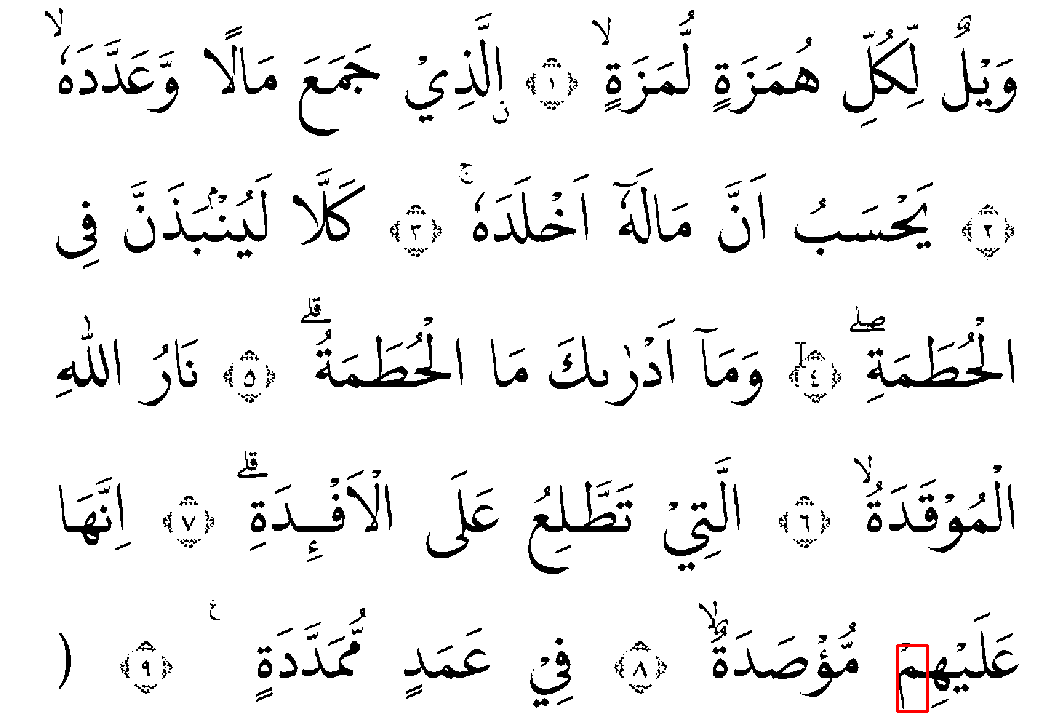 وَيْلٌ لِّكُلِّ هُمَزَةٍ لُّمَزَةٍۙ ۝١ ࣙالَّذِيْ جَمَعَ مَالًا وَّعَدَّدَهٗۙ
۝٢ يَحْسَبُ اَنَّ مَالَهٗٓ اَخْلَدَهٗۚ ۝٣ كَلَّا لَيُنْۢبَذَنَّ فِى
الْحُطَمَةِۖ ۝٤ وَمَآ اَدْرٰىكَ مَا الْحُطَمَةُۗ ۝٥ نَارُ اللّٰهِ
الْمُوْقَدَةُۙ ۝٦ الَّتِيْ تَطَّلِعُ عَلَى الْاَفْـِٕدَةِۗ ۝٧ اِنَّهَا
عَلَيْهِمْ مُّؤْصَدَةٌۙ ۝٨ فِيْ عَمَدٍ مُّمَدَّدَةٍ ࣖ ۝٩ (